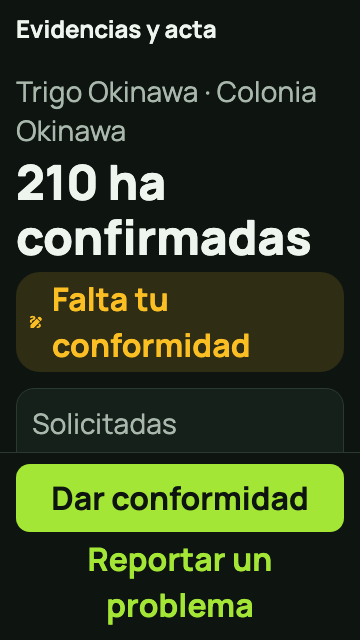 Evidencias y acta
Trigo Okinawa · Colonia
Okinawa
210 ha
confirmadas
Falta tu
conformidad
Solicitadas
Dar conformidad
Reportar un
problema